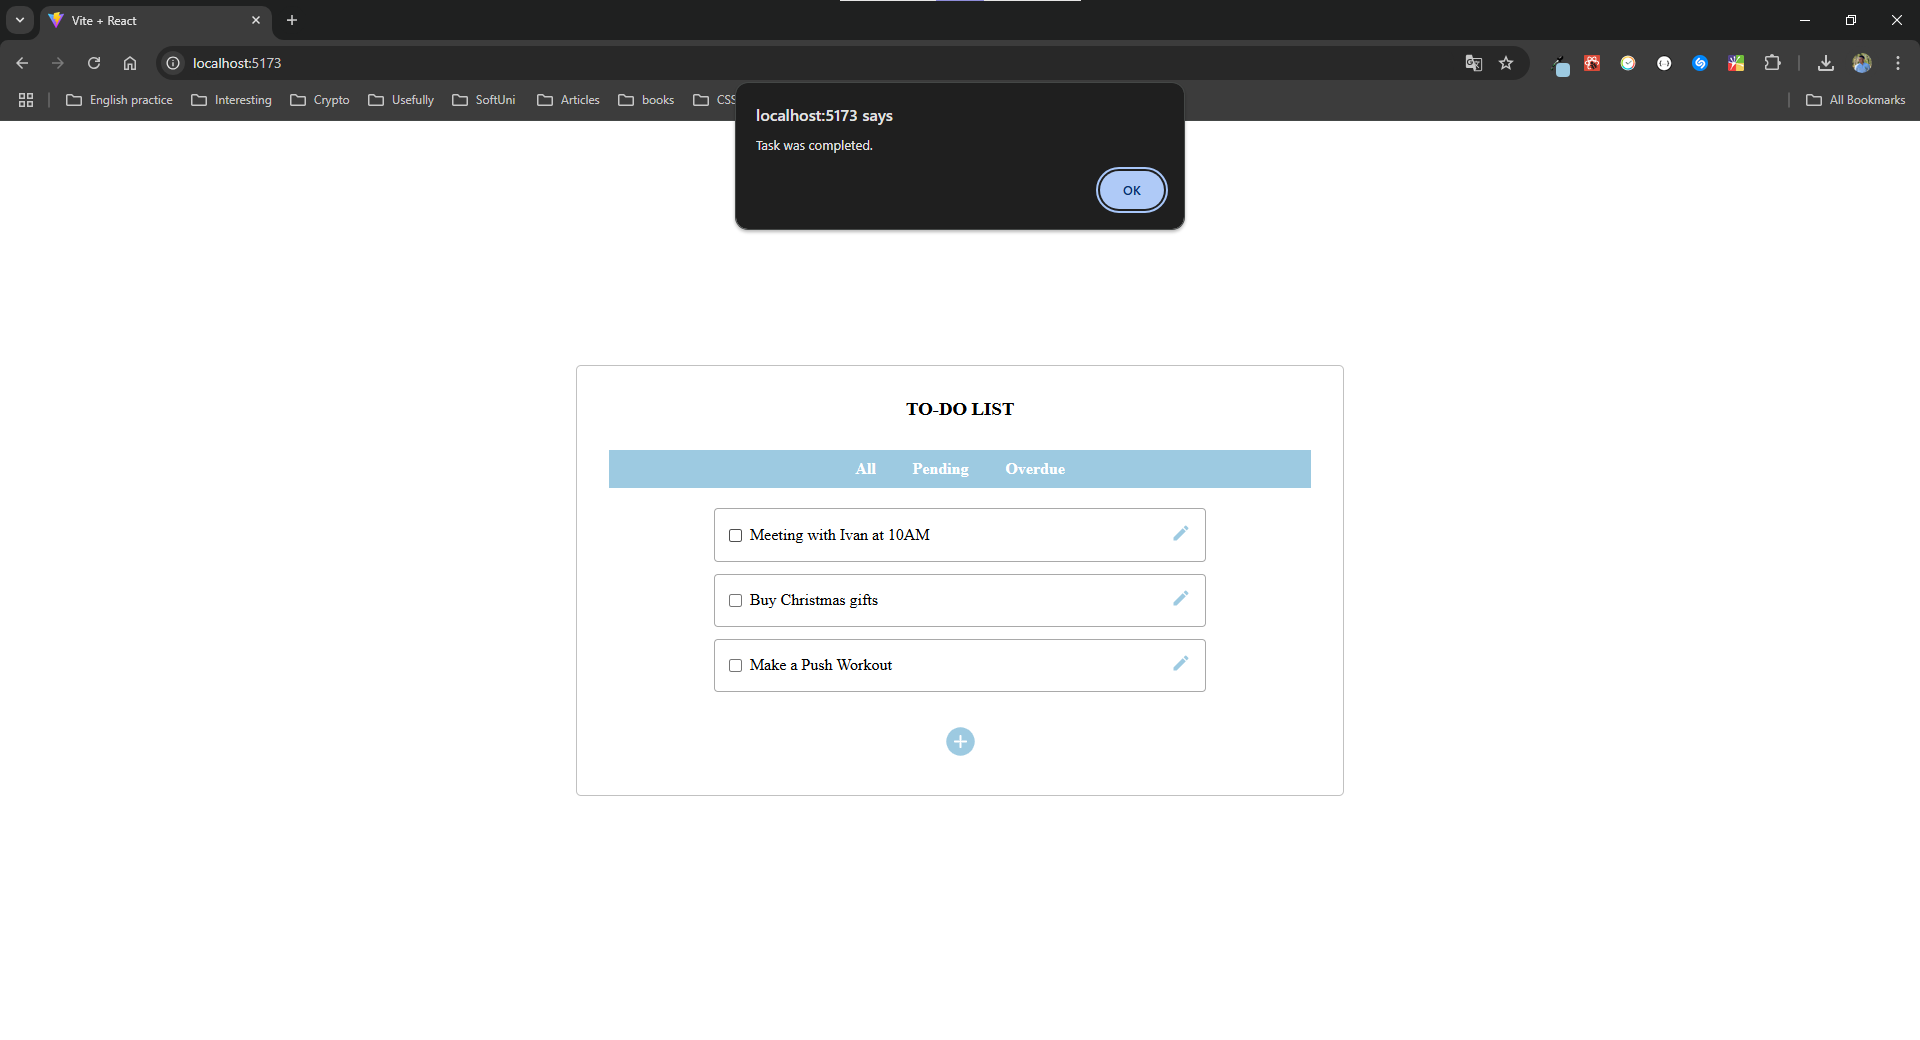 Vite + React
localhost:5173
English practice Interesting Crypto Usefully SoftUni Articles books CSS All Bookmarks
localhost:5173 says
Task was completed.
OK
TO-DO LIST
All Pending Overdue
Meeting with Ivan at 10AM
Buy Christmas gifts
Make a Push Workout